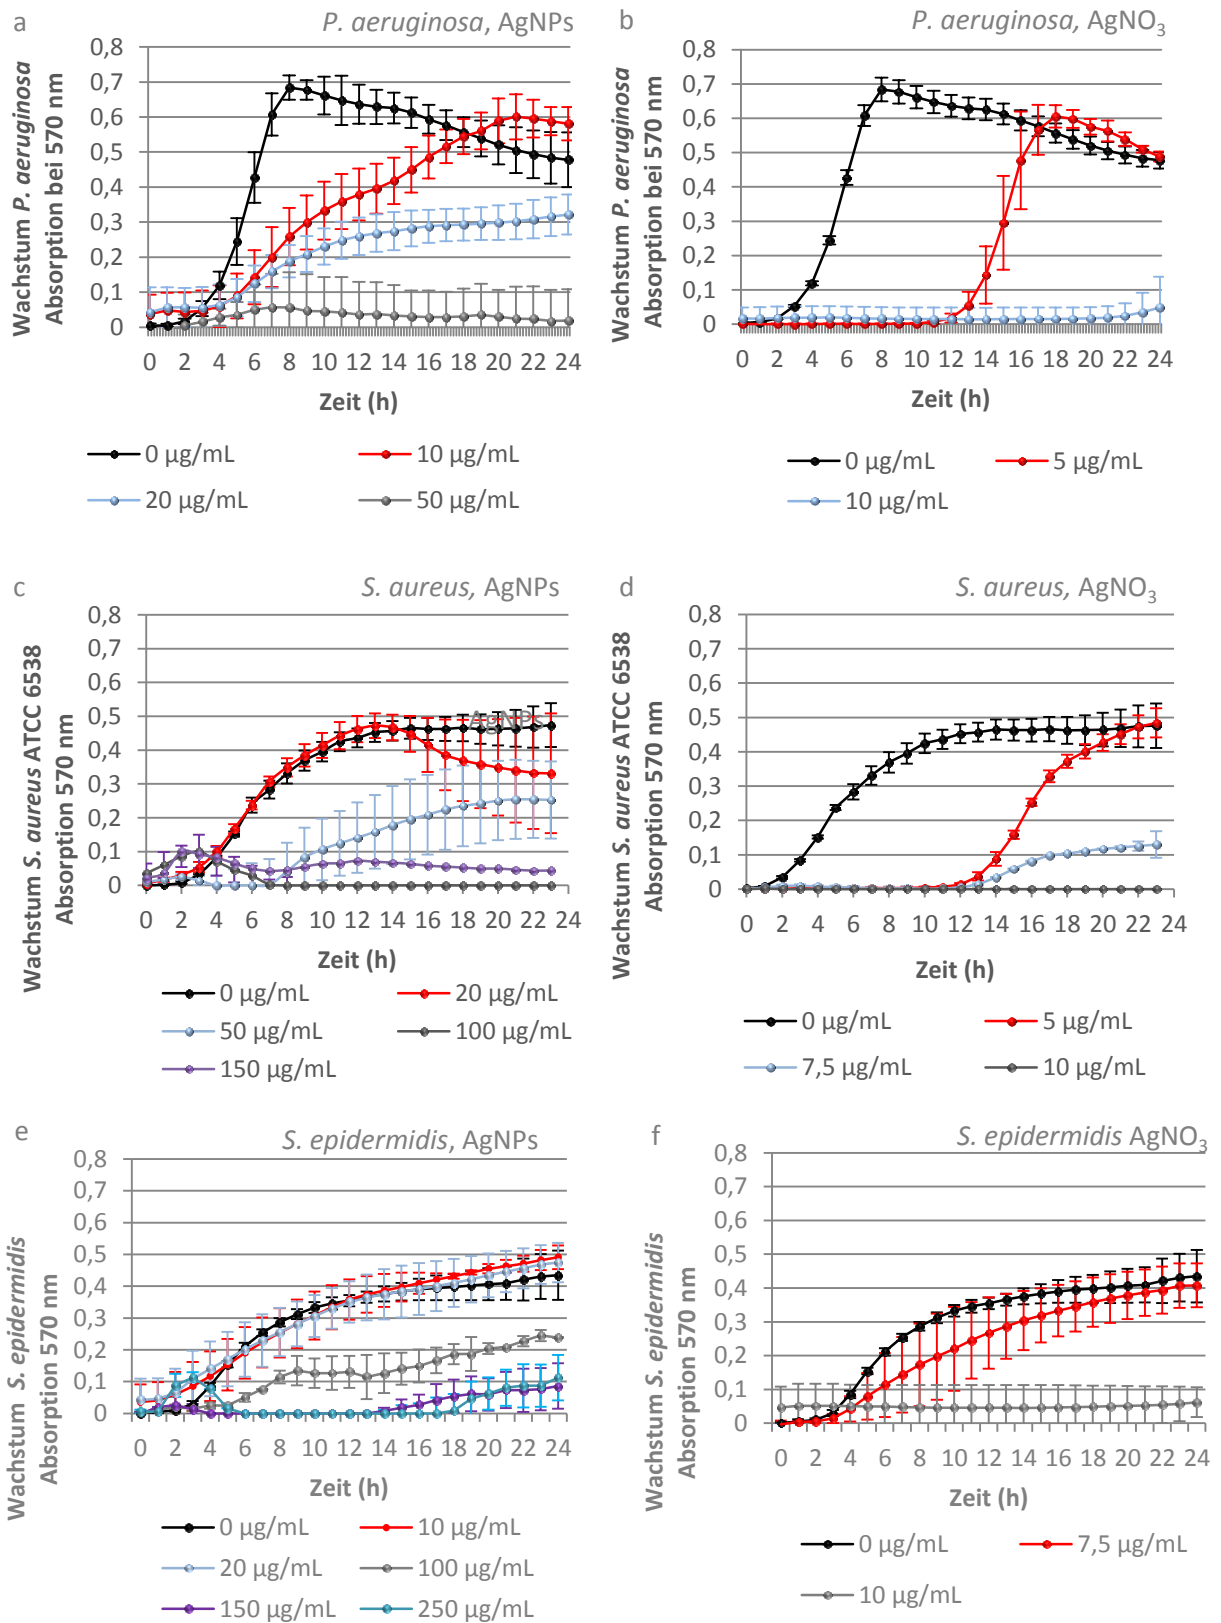 a
P. aeruginosa, AgNPs
Wachstum P. aeruginosa
Absorption bei 570 nm
0,8
0,7
0,6
0,5
0,4
0,3
0,2
0,1
0
0 2 4 6 8 10 12 14 16 18 20 22 24
Zeit (h)
0 µg/mL 10 µg/mL
20 µg/mL 50 µg/mL
b
P. aeruginosa, AgNO3
Wachstum P. aeruginosa
Absorption bei 570 nm
0,8
0,7
0,6
0,5
0,4
0,3
0,2
0,1
0
0 2 4 6 8 10 12 14 16 18 20 22 24
Zeit (h)
0 µg/mL 5 µg/mL
10 µg/mL
c
S. aureus, AgNPs
Wachstum S. aureus ATCC 6538
Absorption 570 nm
0,8
0,7
0,6
0,5
0,4
0,3
0,2
0,1
0
AgNPs
0 2 4 6 8 10 12 14 16 18 20 22 24
Zeit (h)
0 µg/mL 20 µg/mL
50 µg/mL 100 µg/mL
150 µg/mL
d
S. aureus, AgNO3
Wachstum S. aureus ATCC 6538
Absorption 570 nm
0,8
0,7
0,6
0,5
0,4
0,3
0,2
0,1
0
0 2 4 6 8 10 12 14 16 18 20 22 24
Zeit (h)
0 µg/mL 5 µg/mL
7,5 µg/mL 10 µg/mL
e
S. epidermidis, AgNPs
Wachstum S. epidermidis
Absorption 570 nm
0,8
0,7
0,6
0,5
0,4
0,3
0,2
0,1
0
0 2 4 6 8 10 12 14 16 18 20 22 24
Zeit (h)
0 µg/mL 10 µg/mL
20 µg/mL 100 µg/mL
150 µg/mL 250 µg/mL
f
S. epidermidis AgNO3
Wachstum S. epidermidis
Absorption 570 nm
0,8
0,7
0,6
0,5
0,4
0,3
0,2
0,1
0
0 2 4 6 8 10 12 14 16 18 20 22 24
Zeit (h)
0 µg/mL 7,5 µg/mL
10 µg/mL